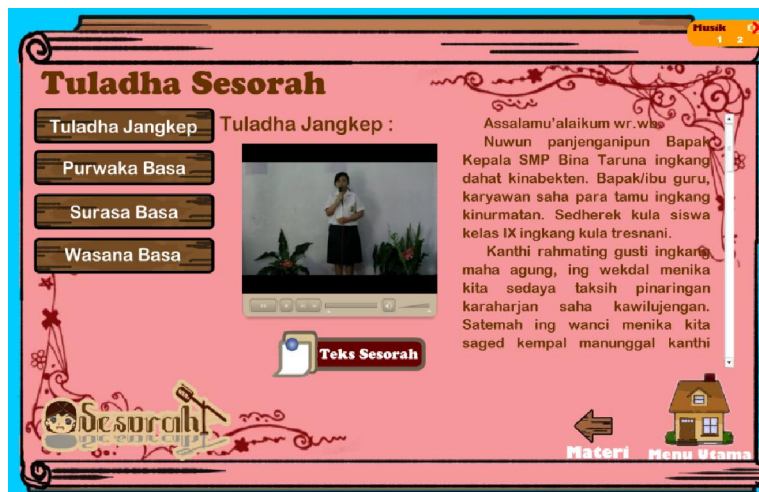 Musik
1 2
Tuladha Sesorah
Tuladha Jangkep
Purwaka Basa
Surasa Basa
Wasana Basa
Tuladha Jangkep :
Teks Sesorah
Assalamu'alaikum wr.wb.
Nuwun panjenganipun Bapak
Kepala SMP Bina Taruna ingkang
dahat kinabekten. Bapak/ibu guru,
karyawan saha para tamu ingkang
kinurmatan. Sedherek kula siswa
kelas IX ingkang kula tresnani.
Kanthi rahmating gusti ingkang
maha agung, ing wekdal menika
kita sedaya taksih pinaringan
karaharjan saha kawilujengan.
Satemah ing wanci menika kita
saged kempal manunggal kanthi
Sesorah
Materi
Menu Utama